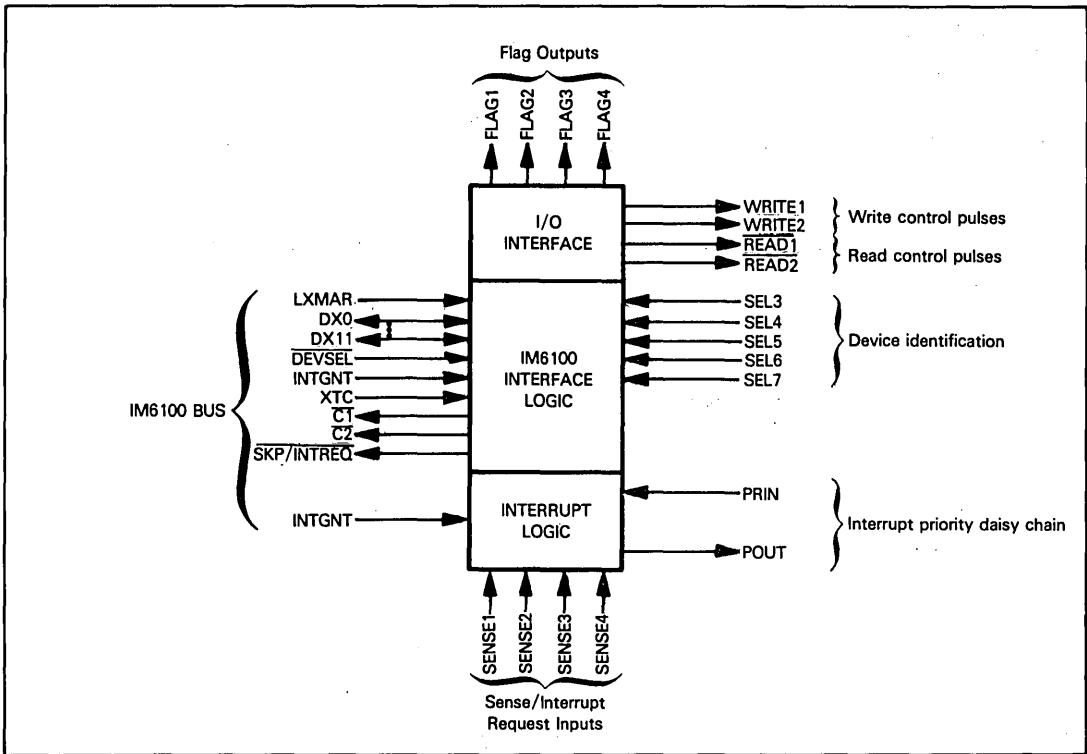 Flag Outputs
FLAG1
FLAG2
FLAG3
FLAG4
I/O
INTERFACE
WRITE1
WRITE2
Write control pulses
READ1
READ2
Read control pulses
IM6100 BUS
LXMAR
DX0
DX11
DEVSEL
INTGNT
XTC
C1
C2
SKP/INTREQ
INTGNT
IM6100
INTERFACE
LOGIC
SEL3
SEL4
SEL5
SEL6
SEL7
Device identification
INTERRUPT
LOGIC
PRIN
POUT
Interrupt priority daisy chain
SENSE1
SENSE2
SENSE3
SENSE4
Sense/Interrupt
Request Inputs